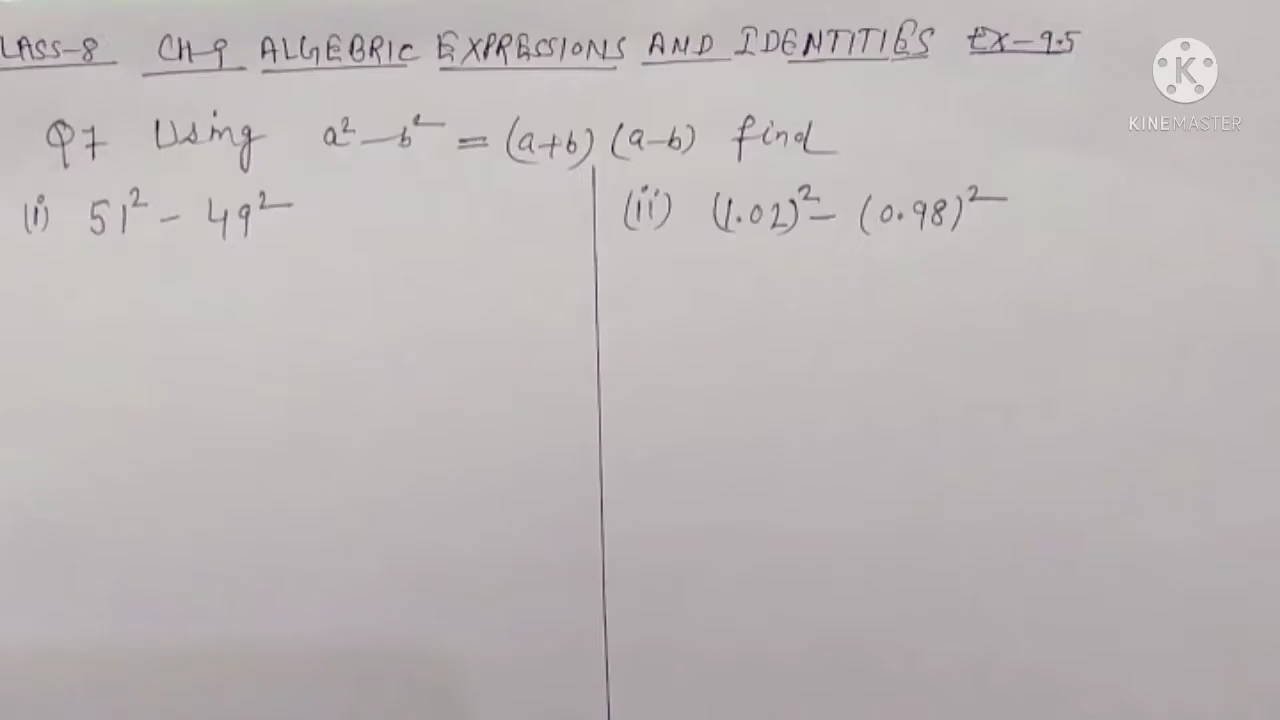 LASS-8 CH-9 ALGEBRIC EXPRESSIONS AND IDENTITIES EX-9.5
KINEMASTER
Q7 Using a² - b² = (a+b) (a-b) find
(i) 51² - 49²
(ii) (1.02)² - (0.98)²